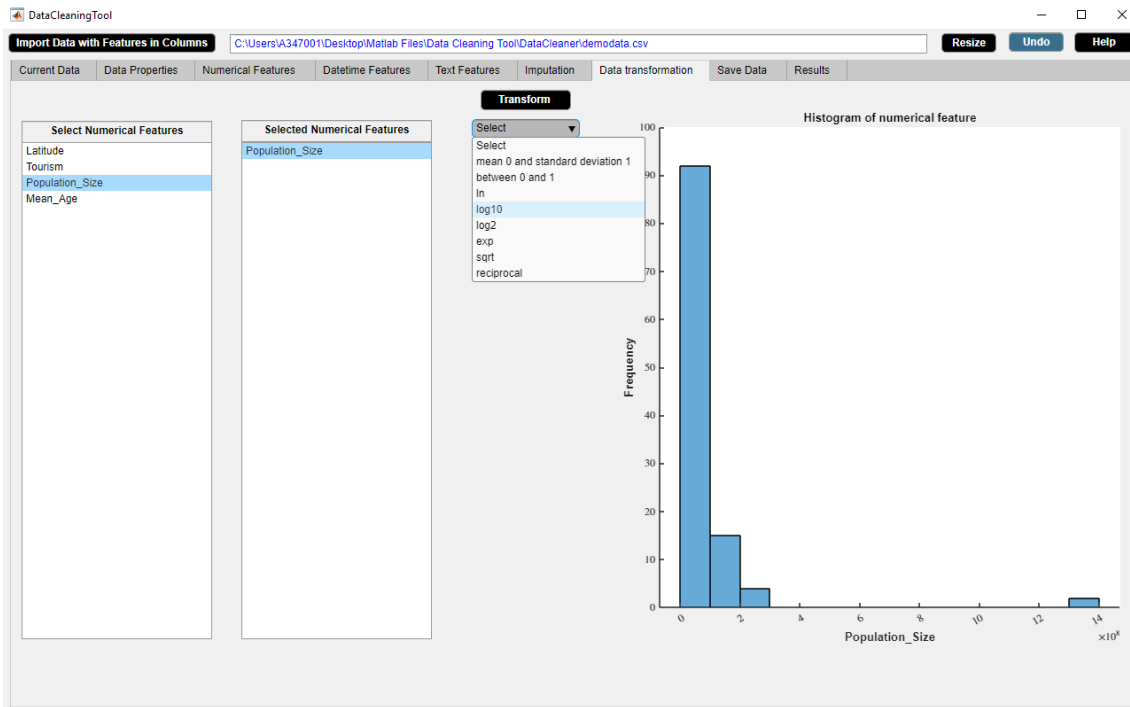 DataCleaningTool
Import Data with Features in Columns
C:\Users\A347001\Desktop\Matlab Files\Data Cleaning Tool\DataCleaner\demodata.csv
Resize
Undo
Help
Current Data
Data Properties
Numerical Features
Datetime Features
Text Features
Imputation
Data transformation
Save Data
Results
Transform
Select Numerical Features
Latitude
Tourism
Population_Size
Mean_Age
Selected Numerical Features
Population_Size
Select
Select
mean 0 and standard deviation 1
between 0 and 1
ln
log10
log2
exp
sqrt
reciprocal
Histogram of numerical feature
100
90
80
70
60
50
40
30
20
10
0
Frequency
0 2 4 6 8 10 12 14
×10⁸
Population_Size